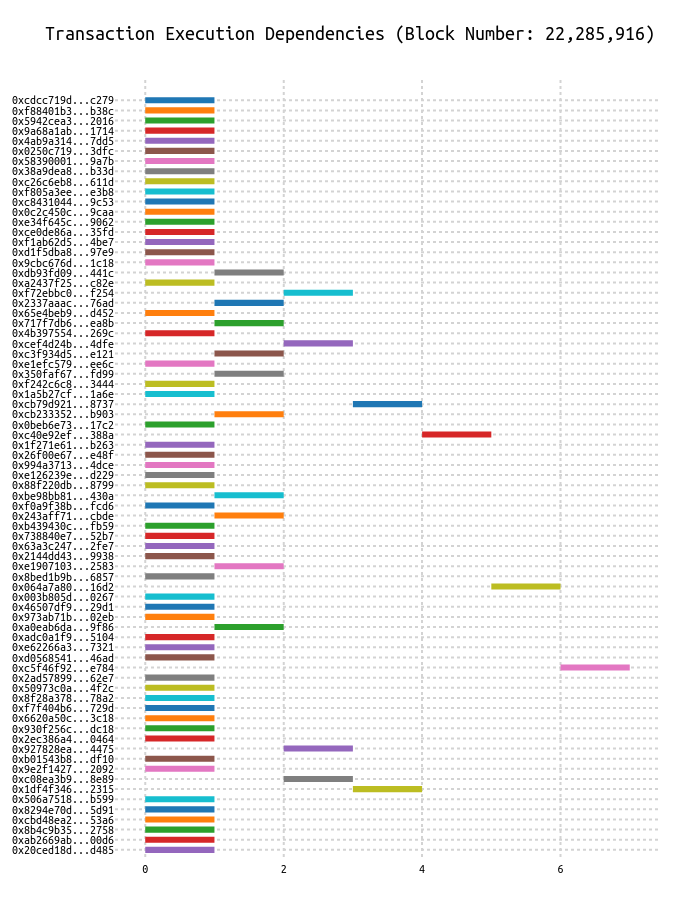 Transaction Execution Dependencies (Block Number: 22,285,916)
0xcdcc719d...c279
0xf88401b3...b38c
0x5942cea3...2016
0x9a68a1ab...1714
0x4ab9a314...7dd5
0x0250c719...3dfc
0x58390001...9a7b
0x38a9dea8...b33d
0xc26c6eb8...611d
0xf805a3ee...e3b8
0xc8431044...9c53
0x0c2c450c...9caa
0xe34f645c...9062
0xce0de86a...35fd
0xf1ab62d5...4be7
0xd1f5dba8...97e9
0x9cbc676d...1c18
0xdb93fd09...441c
0xa2437f25...c82e
0xf72ebbc0...f254
0x2337aaac...76ad
0x65e4beb9...d452
0x717f7db6...ea8b
0x4b397554...269c
0xcef4d24b...4dfe
0xc3f934d5...e121
0xe1efc579...ee6c
0x350faf67...fd99
0xf242c6c8...3444
0x1a5b27cf...1a6e
0xcb79d921...8737
0xcb233352...b903
0x0beb6e73...17c2
0xc40e92ef...388a
0x1f271e61...b263
0x26f00e67...e48f
0x994a3713...4dce
0xe126239e...d229
0x88f220db...8799
0xbe98bb81...430a
0xf0a9f38b...fcd6
0x243aff71...cbde
0xb439430c...fb59
0x738840e7...52b7
0x63a3c247...2fe7
0x2144dd43...9938
0xe1907103...2583
0x8bed1b9b...6857
0x064a7a80...16d2
0x003b805d...0267
0x46507df9...29d1
0x973ab71b...02eb
0xa0eab6da...9f86
0xadc0a1f9...5104
0xe62266a3...7321
0xd0568541...46ad
0xc5f46f92...e784
0x2ad57899...62e7
0x50973c0a...4f2c
0x8f28a378...78a2
0xf7f404b6...729d
0x6620a50c...3c18
0x930f256c...dc18
0x2ec386a4...0464
0x927828ea...4475
0xb01543b8...df10
0x9e2f1427...2092
0xc08ea3b9...8e89
0x1df4f346...2315
0x506a7518...b599
0x8294e70d...5d91
0xcbd48ea2...53a6
0x8b4c9b35...2758
0xab2669ab...00d6
0x20ced18d...d485
0 2 4 6